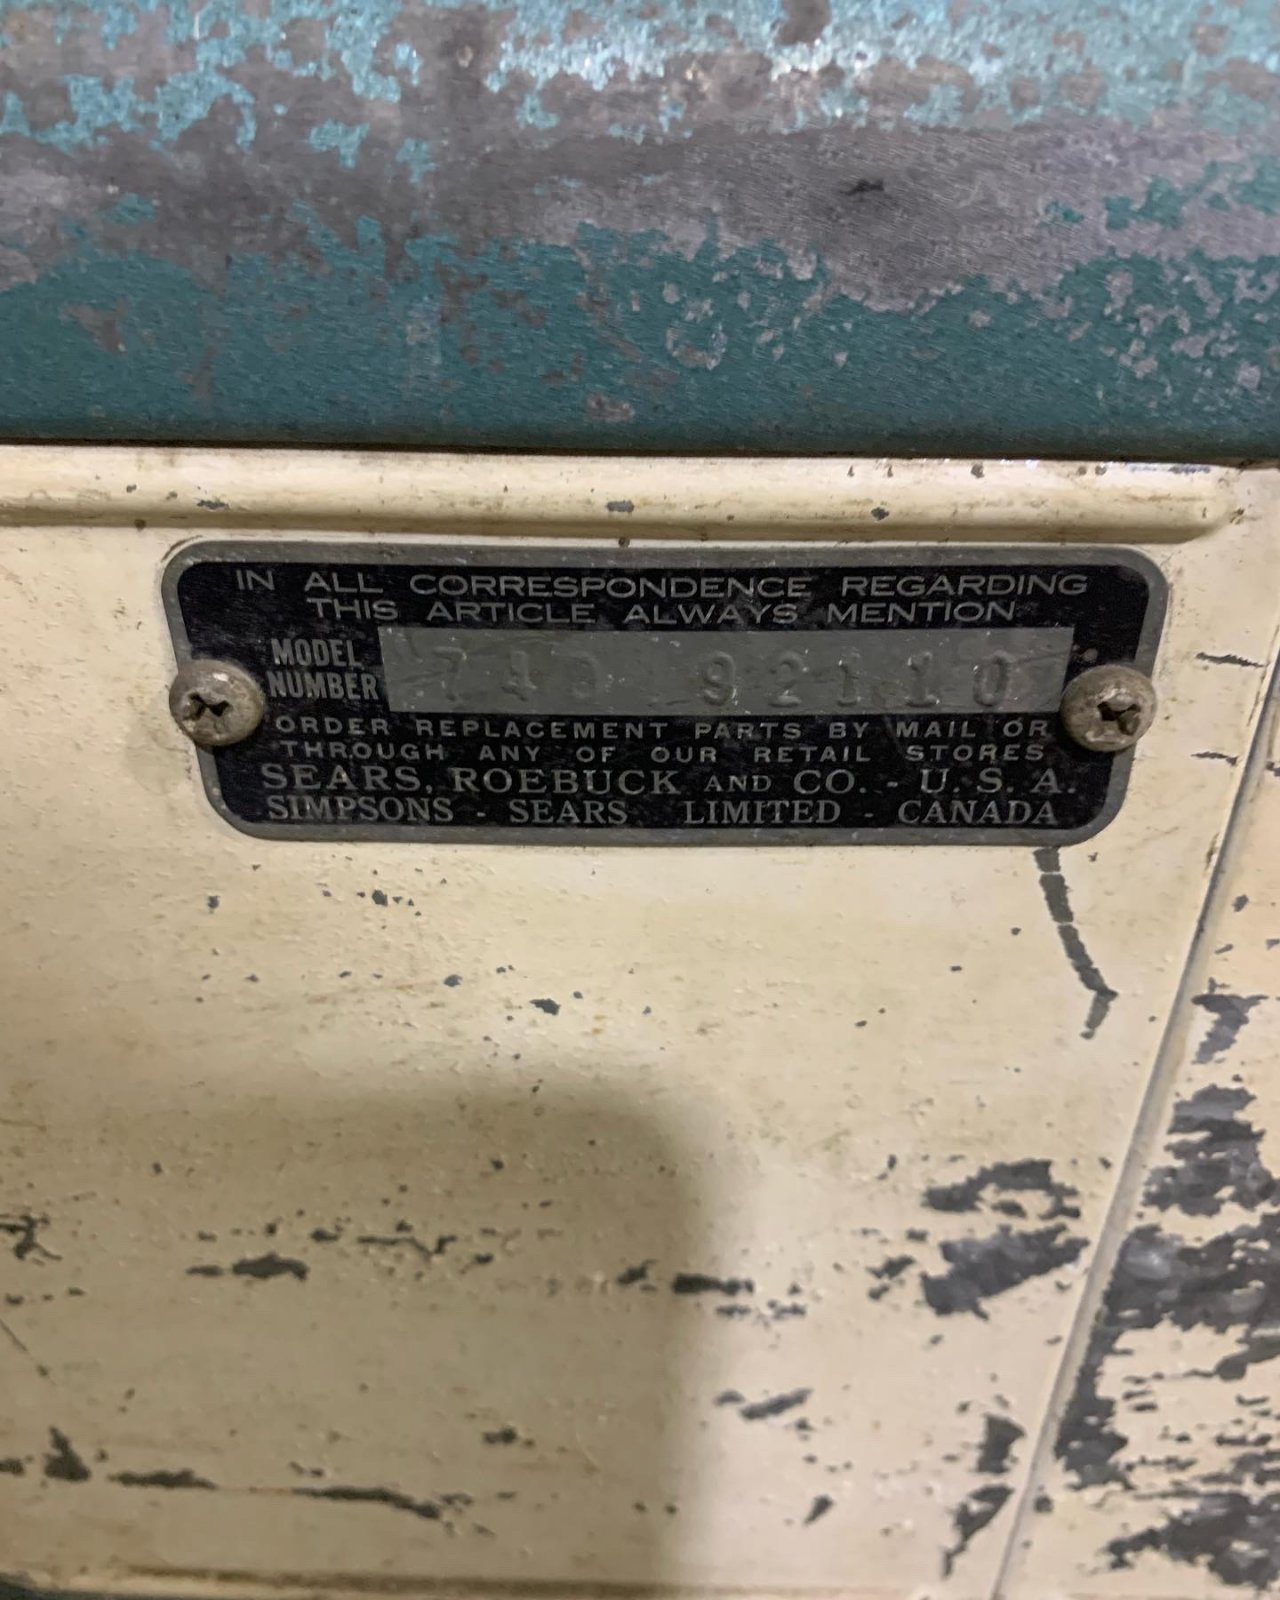 IN ALL CORRESPONDENCE REGARDING
THIS ARTICLE ALWAYS MENTION
MODEL
NUMBER
92110
ORDER REPLACEMENT PARTS BY MAIL OR
THROUGH ANY OF OUR RETAIL STORES
SEARS, ROEBUCK AND CO. - U. S. A.
SIMPSONS - SEARS LIMITED - CANADA